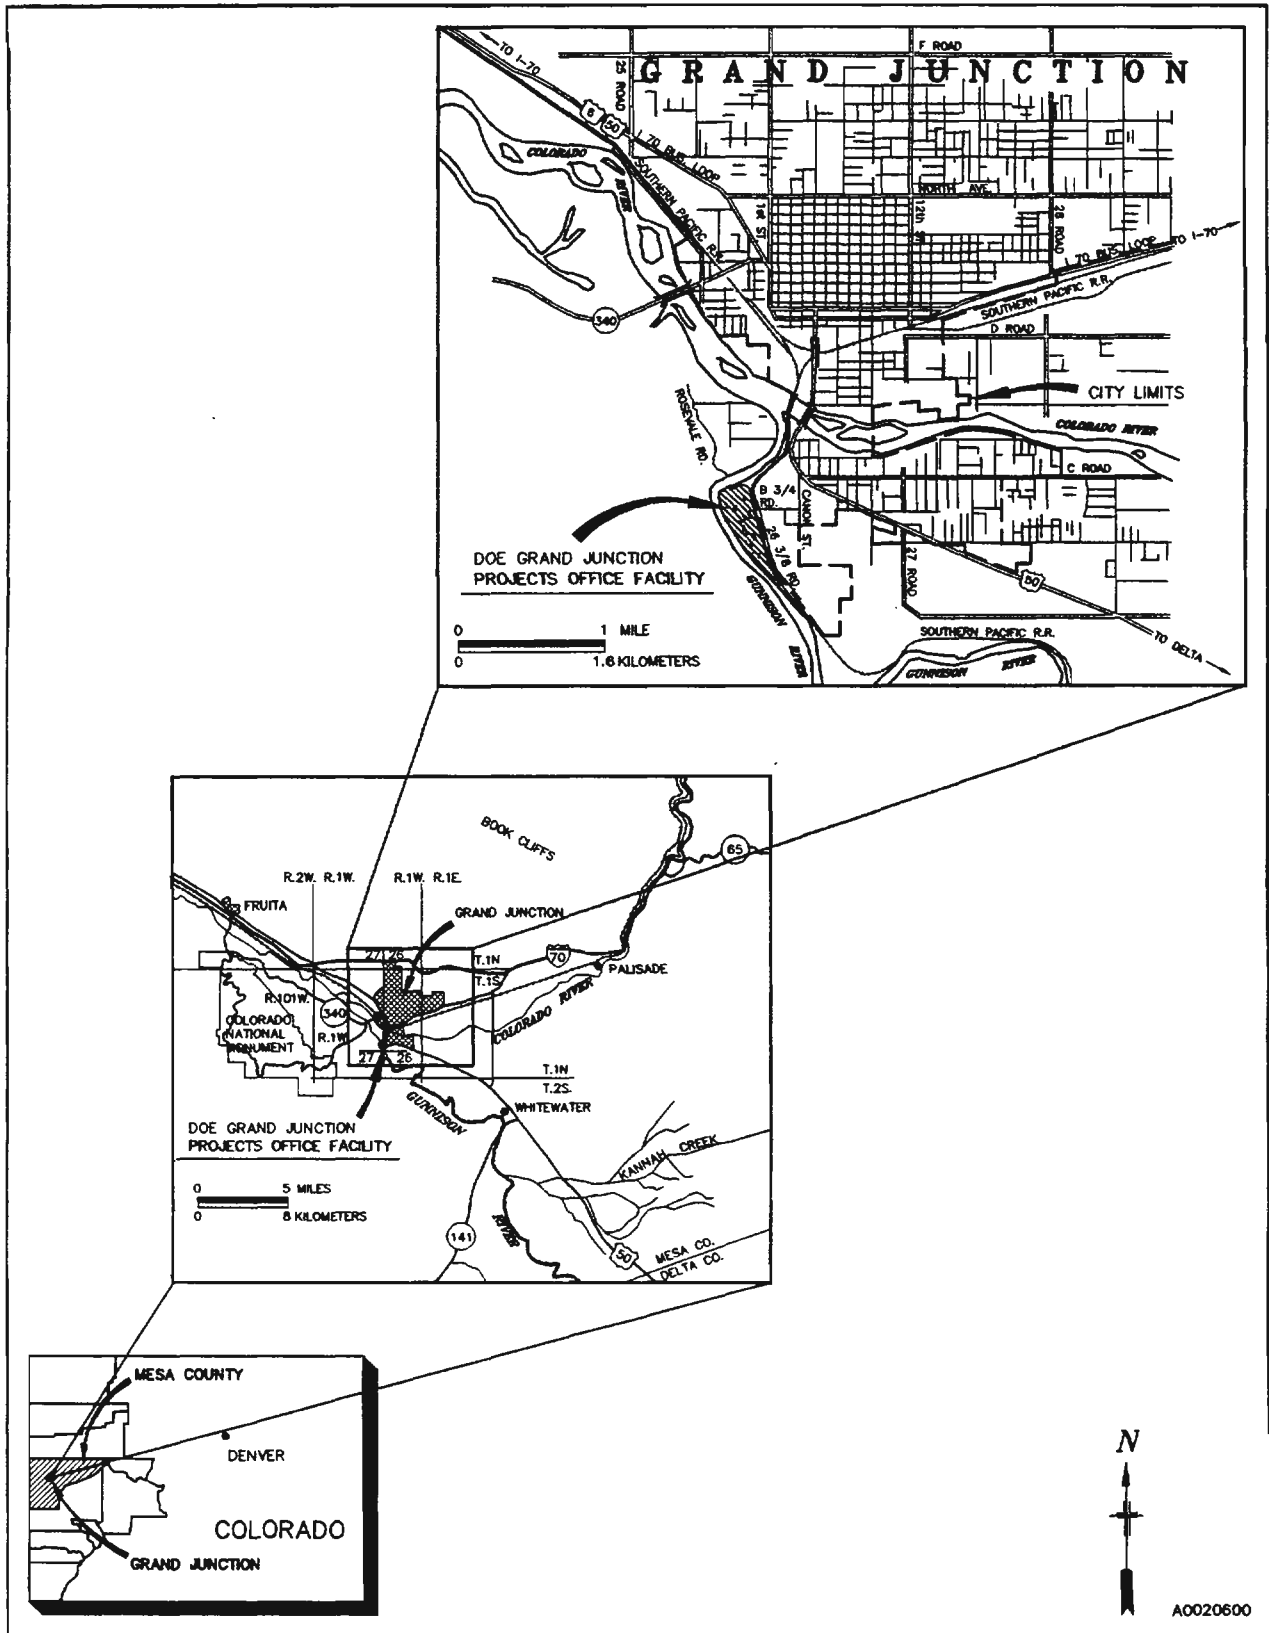 F ROAD
TO I-70
GRAND JUNCTION
25 ROAD
6
50
I-70 BUS. LOOP
COLORADO
RIVER
SOUTHERN PACIFIC R.R.
NORTH AVE.
1st ST.
12th ST.
28 ROAD
I-70 BUS. LOOP
TO I-70
SOUTHERN PACIFIC R.R.
340
D ROAD
CITY LIMITS
ROSEVALE RD.
COLORADO RIVER
C ROAD
B 3/4
RD.
CANON ST.
26 3/8 RD.
27 ROAD
DOE GRAND JUNCTION
PROJECTS OFFICE FACILITY
GUNNISON
RIVER
50
0 1 MILE
0 1.6 KILOMETERS
SOUTHERN PACIFIC R.R.
GUNNISON RIVER
TO DELTA
BOOK CLIFFS
65
R.2W. R.1W. R.1W. R.1E.
FRUITA
GRAND JUNCTION
27 26
T.1N
T.1S.
70
PALISADE
R.101W.
340
COLORADO
NATIONAL
MONUMENT
R.1W.
COLORADO RIVER
27 26
T.1N
T.2S.
GUNNISON
WHITEWATER
DOE GRAND JUNCTION
PROJECTS OFFICE FACILITY
KANNAH CREEK
0 5 MILES
0 8 KILOMETERS
141
RIVER
50
MESA CO.
DELTA CO.
MESA COUNTY
DENVER
COLORADO
GRAND JUNCTION
N
A0020600